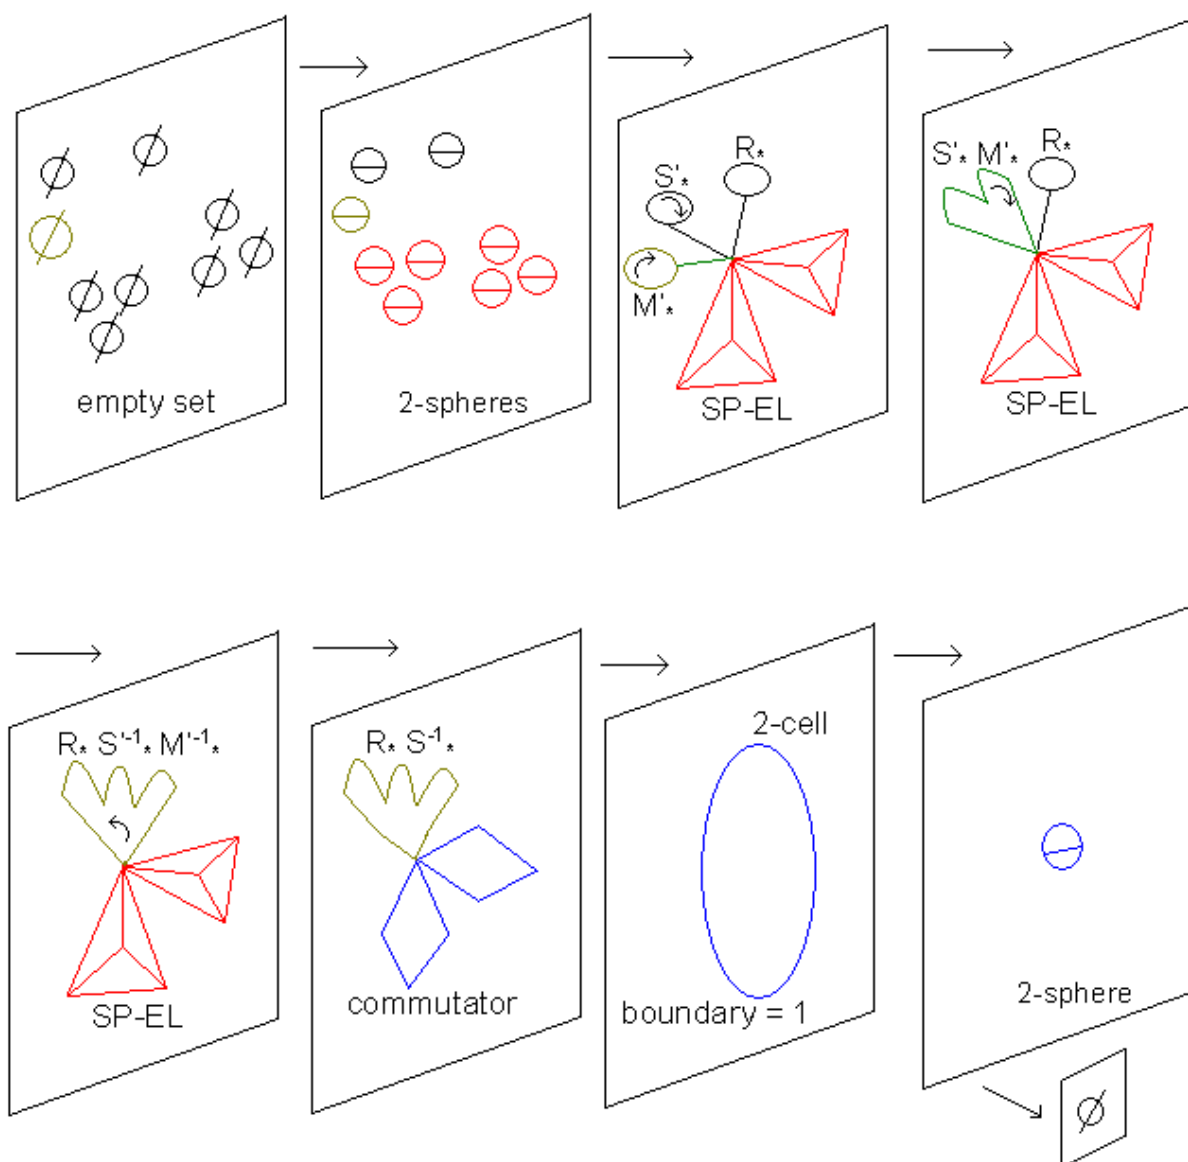 empty set
2-spheres
R*
S'*
M'*
SP-EL
S'* M'*
R*
SP-EL
R* S'⁻¹* M'⁻¹*
SP-EL
R* S⁻¹*
commutator
2-cell
boundary = 1
2-sphere